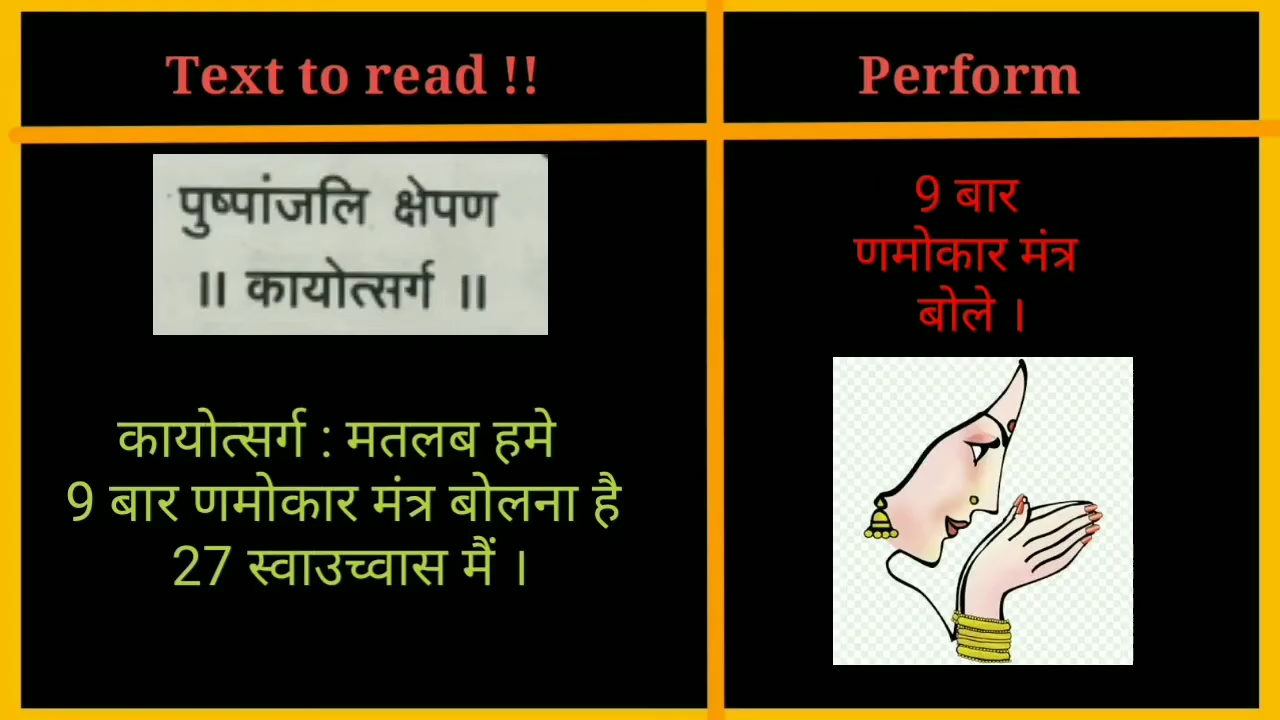 Text to read !!
Perform
पुष्पांजलि क्षेपण
।। कायोत्सर्ग ।।
कायोत्सर्ग : मतलब हमे
9 बार णमोकार मंत्र बोलना है
27 स्वाउच्वास मैं ।
9 बार
णमोकार मंत्र
बोले ।